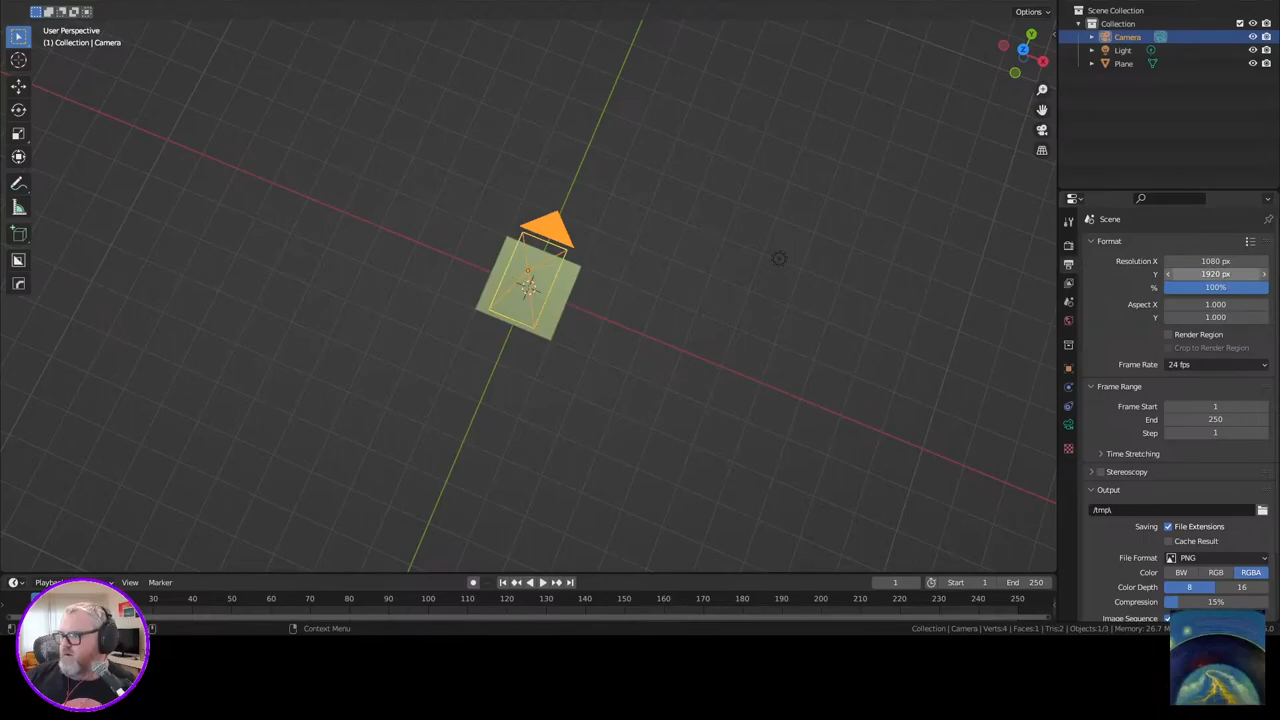 Options
User Perspective
(1) Collection | Camera
Y
Z
X
Scene Collection
Collection
Camera
Light
Plane
Scene
Format
Resolution X 1080 px
Y 1920 px
% 100%
Aspect X 1.000
Y 1.000
Render Region
Crop to Render Region
Frame Rate 24 fps
Frame Range
Frame Start 1
End 250
Step 1
Time Stretching
Stereoscopy
Output
/tmp\
Saving File Extensions
Cache Result
File Format PNG
Color BW RGB RGBA
Color Depth 8 16
Compression 15%
Image Sequence
View Marker
1 Start 1 End 250
30 40 50 60 70 80 90 100 110 120 130 140 150 160 170 180 190 200 210 220 230 240 250
Context Menu
Collection | Camera | Verts:4 | Faces:1 | Tris:2 | Objects:1/3 | Memory: 26.7